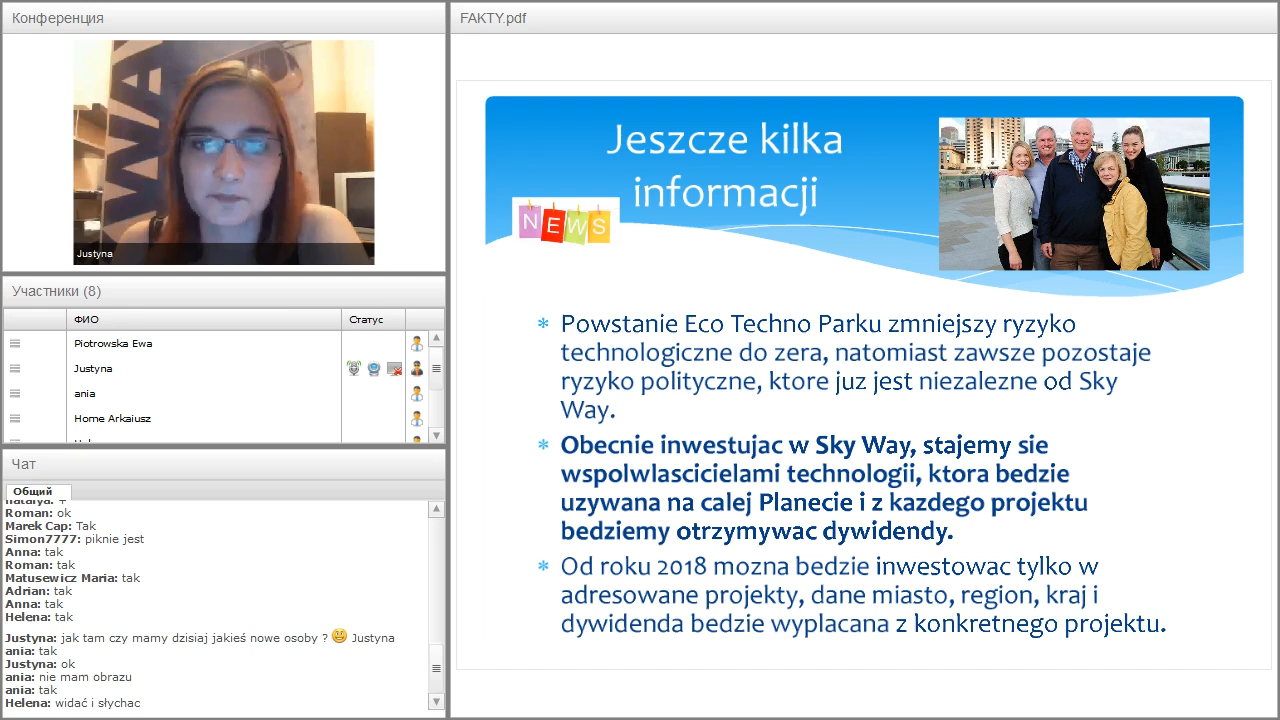 Конференция
WAY
Justyna
Участники (8)
ФИО
Статус
Piotrowska Ewa
Justyna
ania
Home Arkaiusz
Чат
Общий
natalya: +
Roman: ok
Marek Cap: Tak
Simon7777: piknie jest
Anna: tak
Roman: tak
Matusewicz Maria: tak
Adrian: tak
Anna: tak
Helena: tak
Justyna: jak tam czy mamy dzisiaj jakieś nowe osoby ? Justyna
ania: tak
Justyna: ok
ania: nie mam obrazu
ania: tak
Helena: widać i słychac
FAKTY.pdf
Jeszcze kilka
informacji
NEWS
Powstanie Eco Techno Parku zmniejszy ryzyko
technologiczne do zera, natomiast zawsze pozostaje
ryzyko polityczne, ktore juz jest niezalezne od Sky
Way.
Obecnie inwestujac w Sky Way, stajemy sie
wspolwlascicielami technologii, ktora bedzie
uzywana na calej Planecie i z kazdego projektu
bedziemy otrzymywac dywidendy.
Od roku 2018 mozna bedzie inwestowac tylko w
adresowane projekty, dane miasto, region, kraj i
dywidenda bedzie wyplacana z konkretnego projektu.